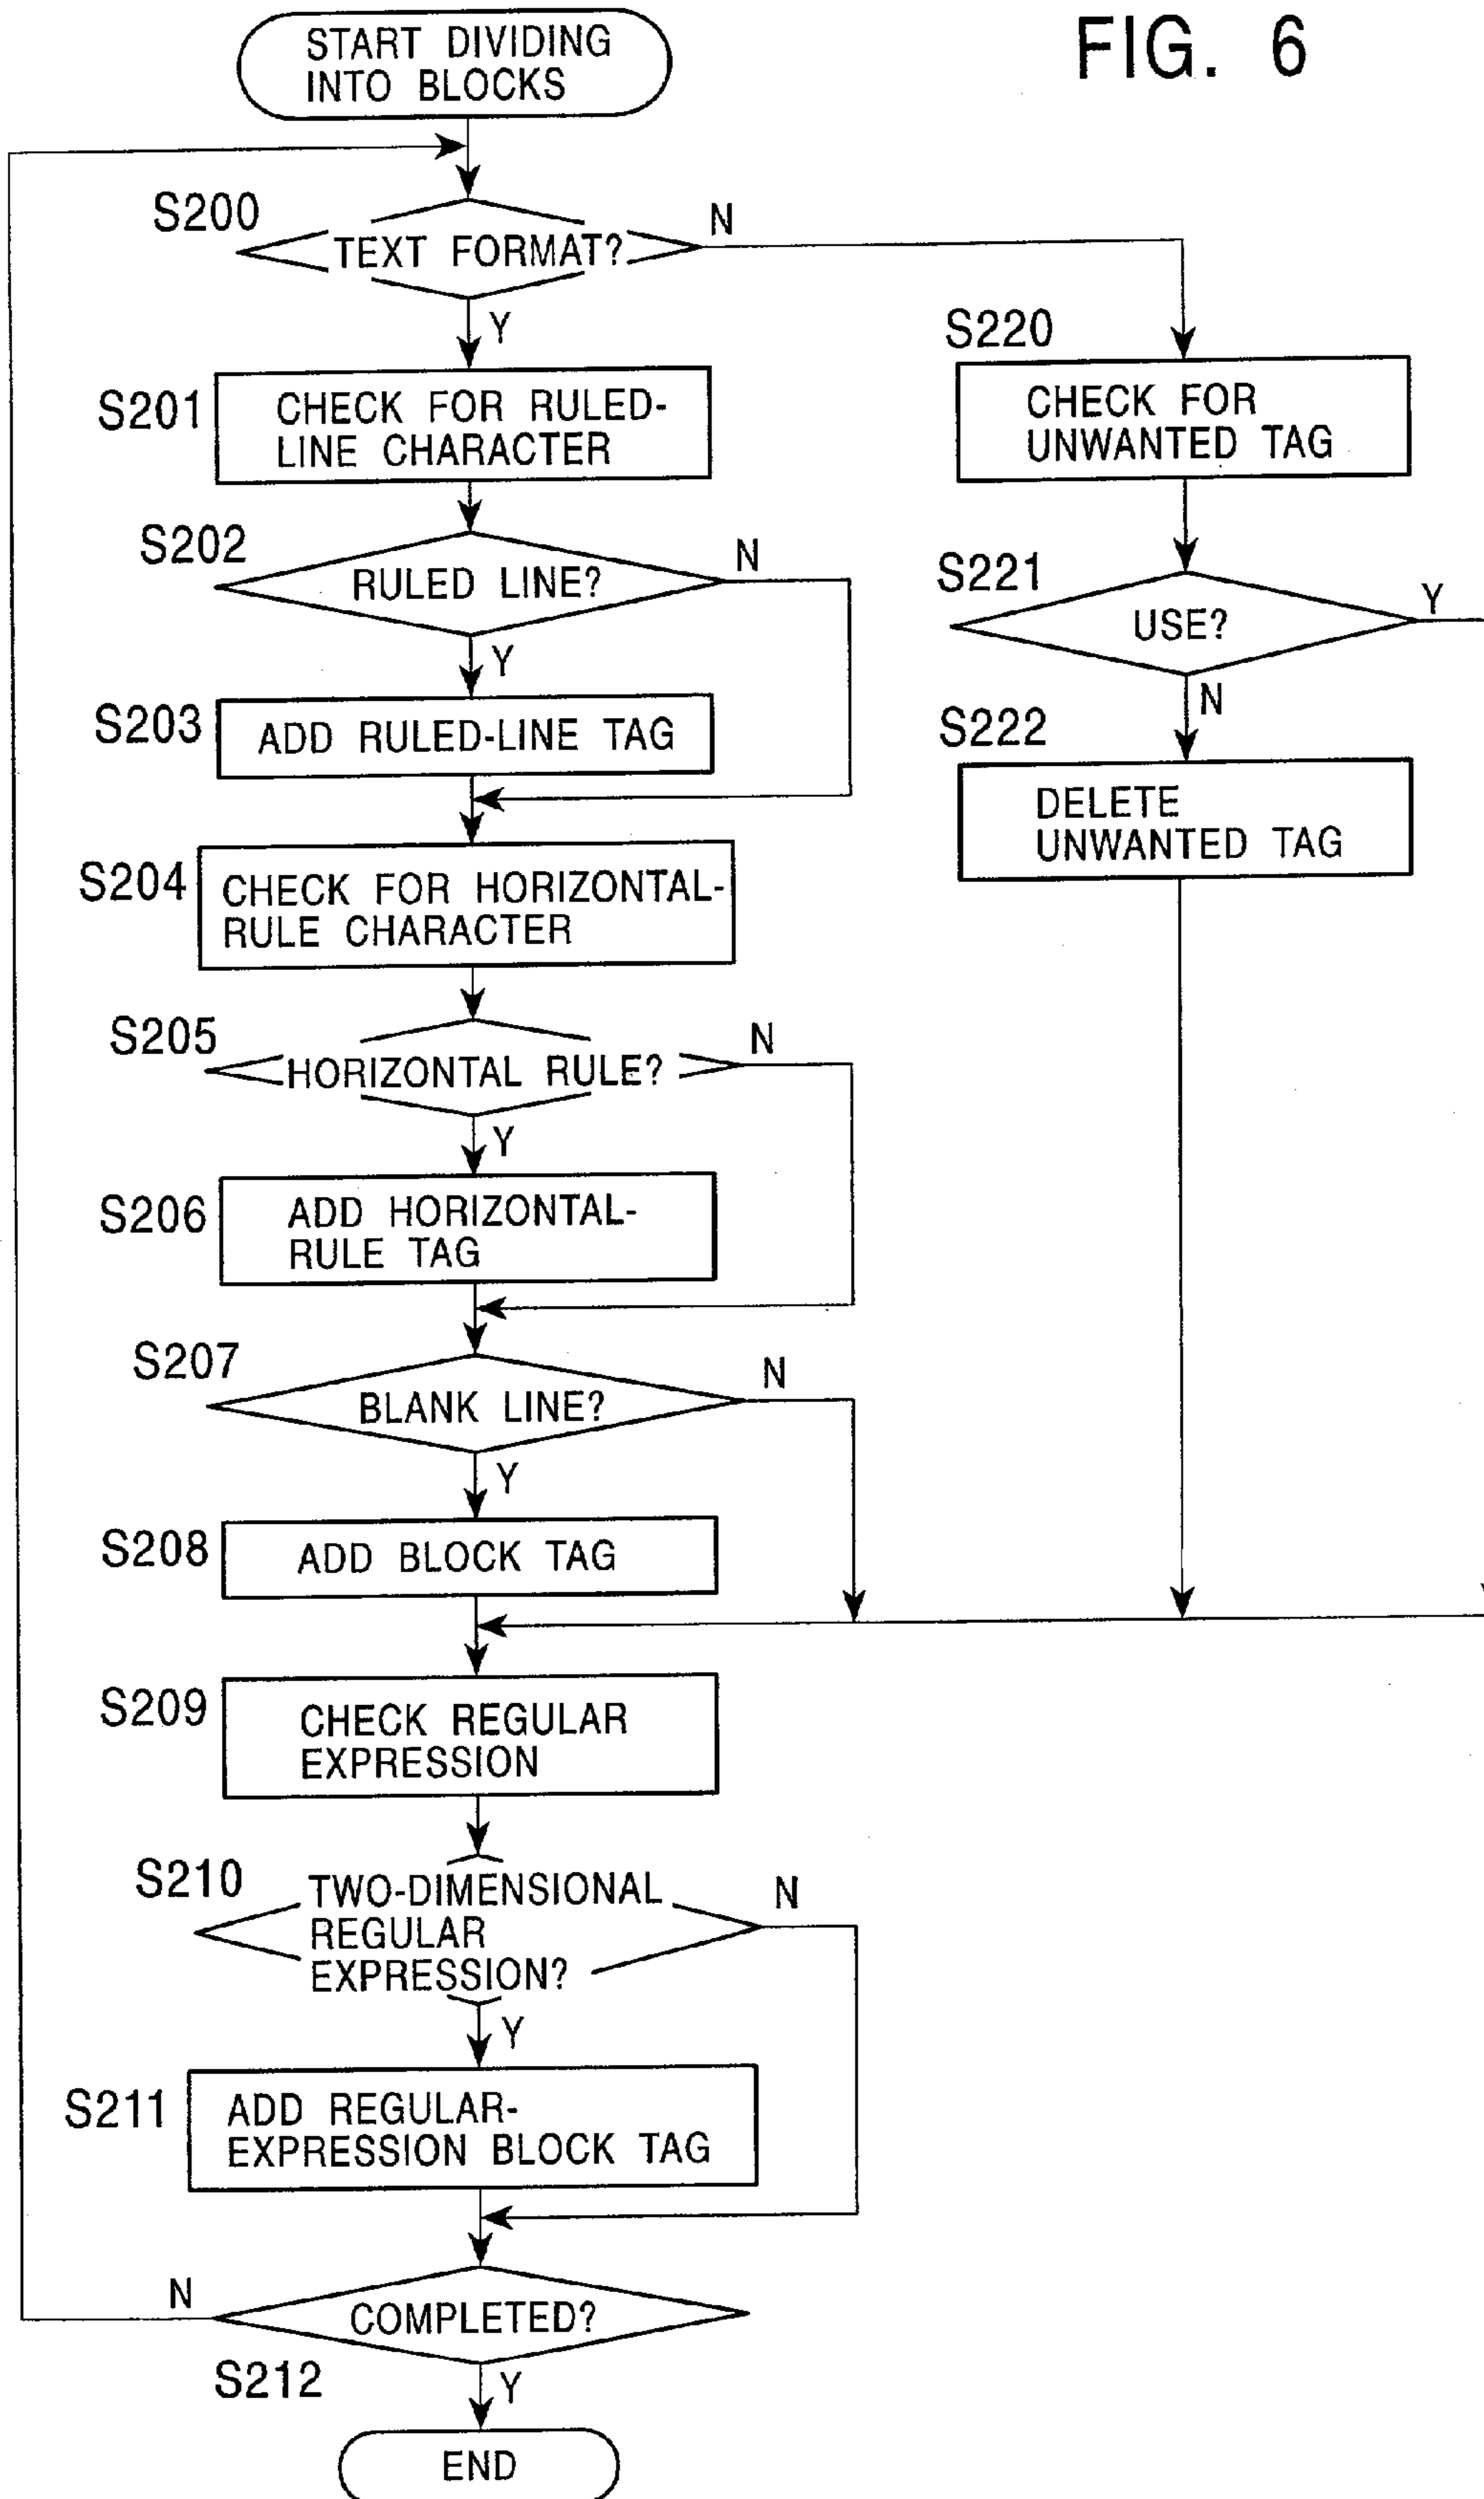 FIG. 6
START DIVIDING
INTO BLOCKS
S200
TEXT FORMAT?
N
Y
S201
CHECK FOR RULED-
LINE CHARACTER
S202
RULED LINE?
N
Y
S203
ADD RULED-LINE TAG
S204
CHECK FOR HORIZONTAL-
RULE CHARACTER
S205
HORIZONTAL RULE?
N
Y
S206
ADD HORIZONTAL-
RULE TAG
S207
BLANK LINE?
N
Y
S208
ADD BLOCK TAG
S220
CHECK FOR
UNWANTED TAG
S221
USE?
Y
N
S222
DELETE
UNWANTED TAG
S209
CHECK REGULAR
EXPRESSION
S210
TWO-DIMENSIONAL
REGULAR
EXPRESSION?
N
Y
S211
ADD REGULAR-
EXPRESSION BLOCK TAG
N
COMPLETED?
S212
Y
END